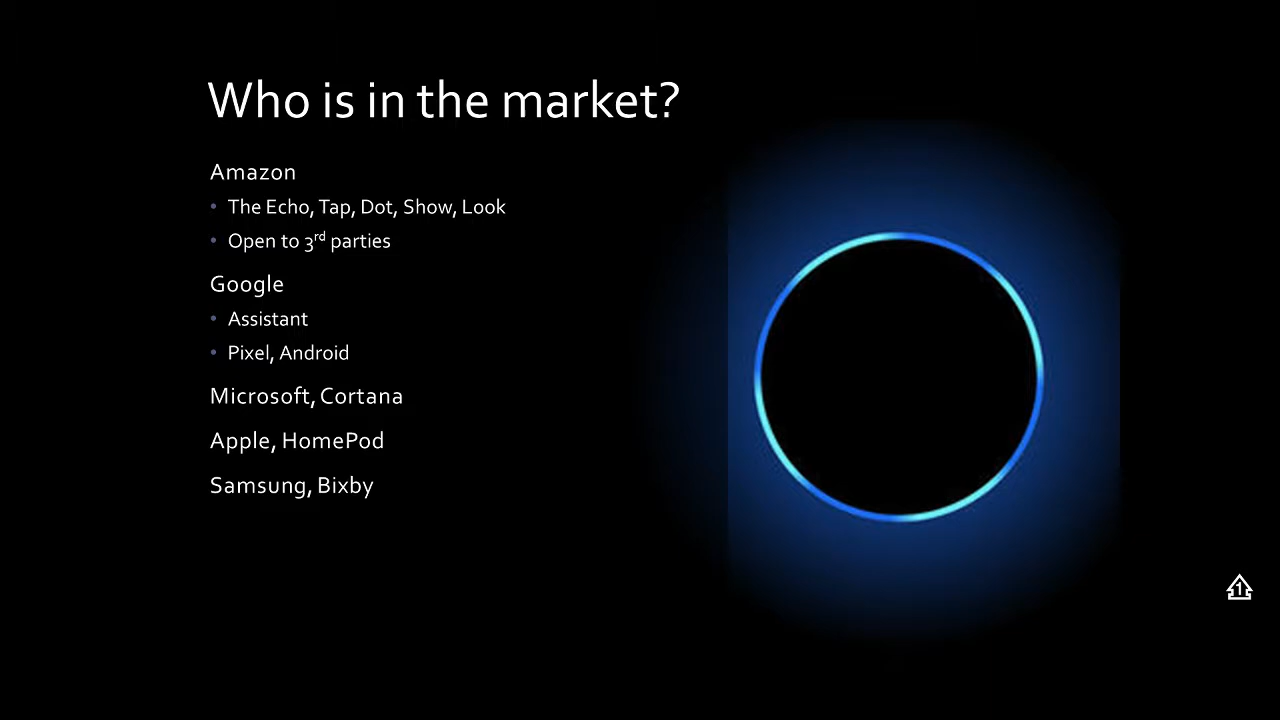 Who is in the market?
Amazon
• The Echo, Tap, Dot, Show, Look
• Open to 3rd parties
Google
• Assistant
• Pixel, Android
Microsoft, Cortana
Apple, HomePod
Samsung, Bixby
1